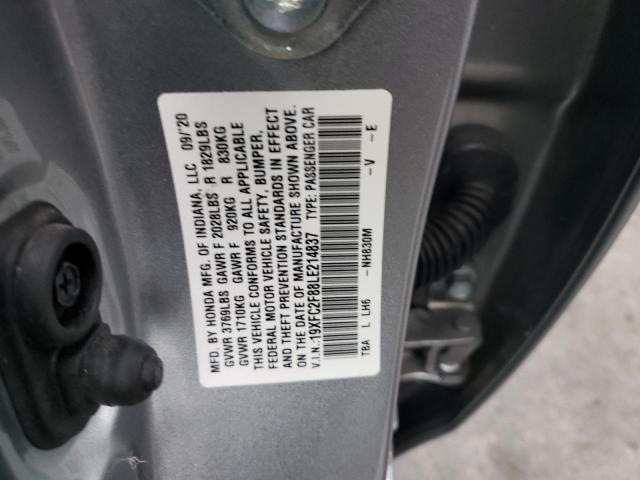 MFD. BY HONDA MFG. OF INDIANA, LLC 09/'20
GVWR 3769LBS GAWR F 2028LBS R 1829LBS
GVWR 1710KG GAWR F 920KG R 830KG
THIS VEHICLE CONFORMS TO ALL APPLICABLE
FEDERAL MOTOR VEHICLE SAFETY, BUMPER,
AND THEFT PREVENTION STANDARDS IN EFFECT
ON THE DATE OF MANUFACTURE SHOWN ABOVE.
V.I.N.:19XFC2F88LE214837 TYPE: PASSENGER CAR
TBA L LH6 -NH830M -V -E